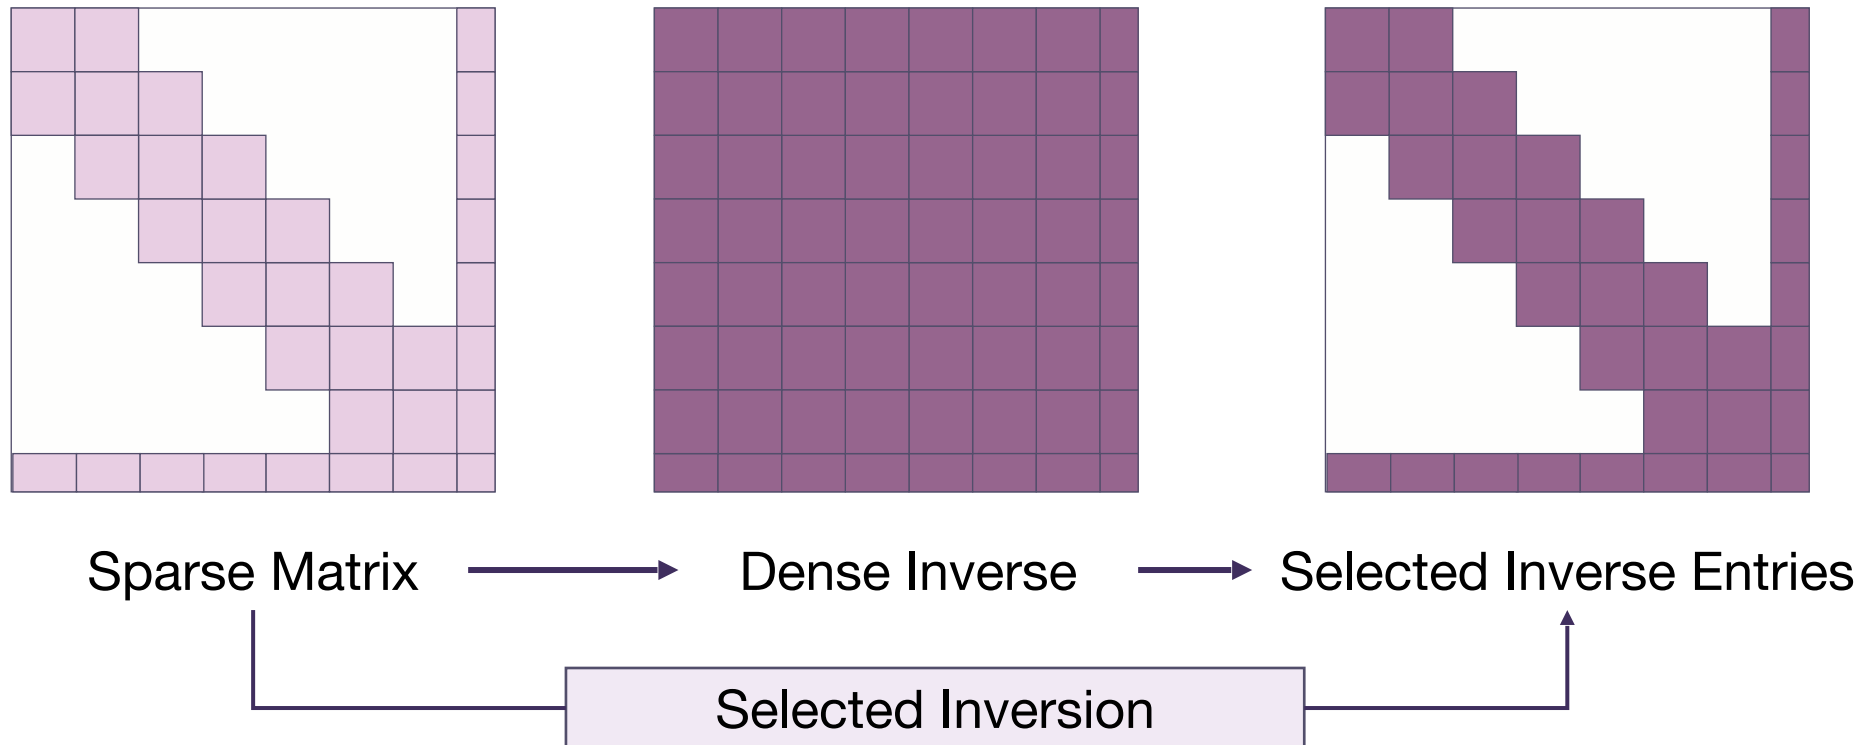 Sparse Matrix
Dense Inverse
Selected Inverse Entries
Selected Inversion